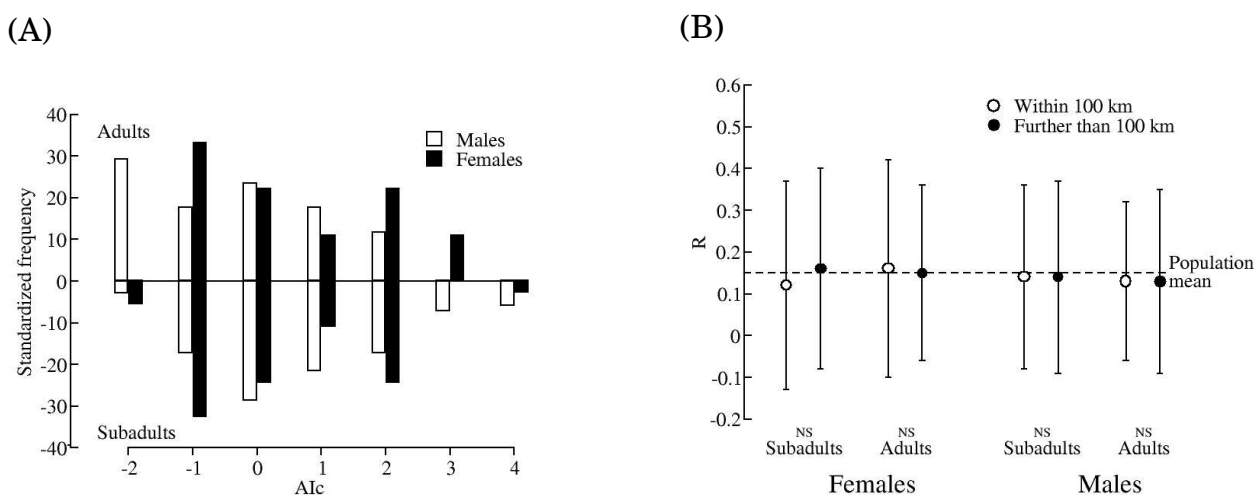 (A)
40
30
20
10
0
-10
-20
-30
-40
Standardized frequency
Adults
Males
Females
Subadults
-2 -1 0 1 2 3 4
AIc
(B)
0.6
0.5
0.4
0.3
0.2
0.1
0
-0.1
-0.2
R
Within 100 km
Further than 100 km
Population
mean
NS NS NS NS
Subadults Adults Subadults Adults
Females Males